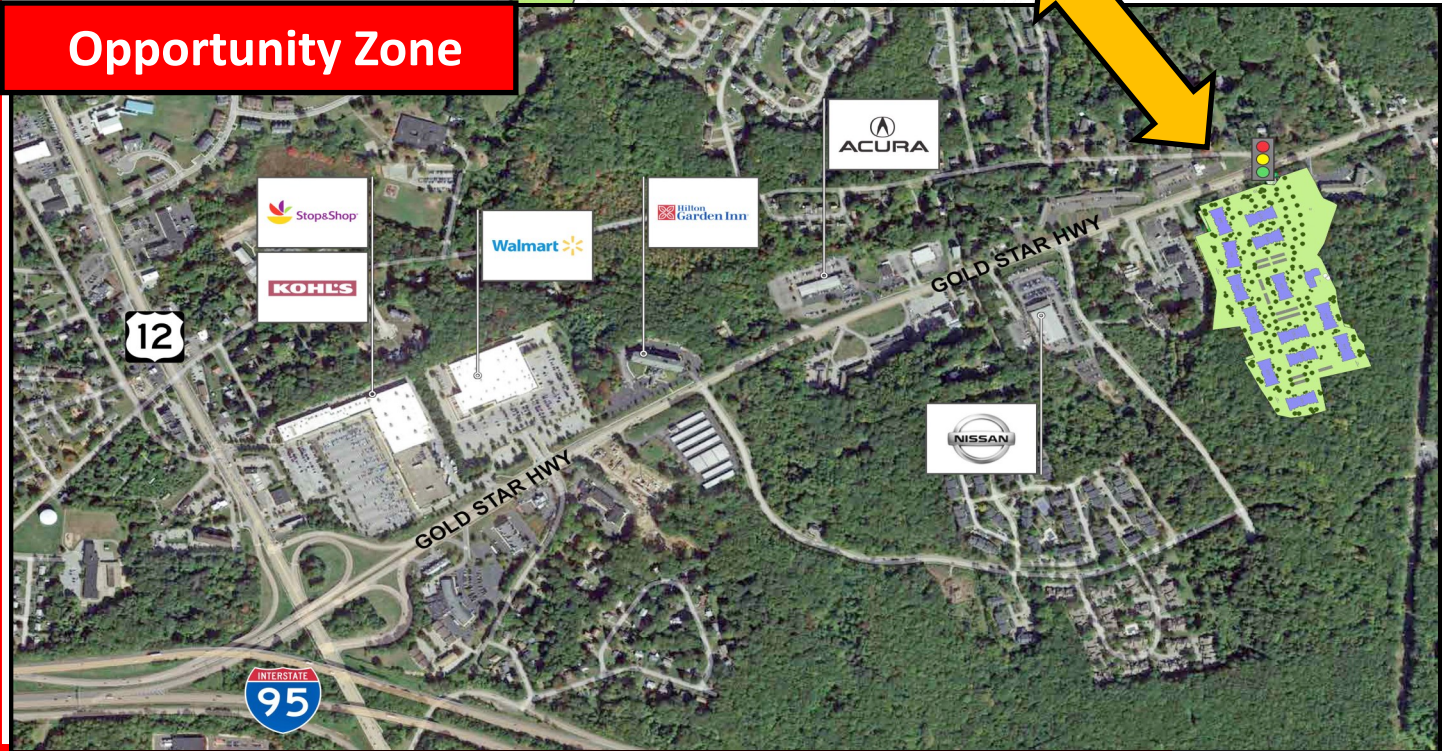 Opportunity Zone
ACURA
Stop&Shop
Hilton
Garden Inn
Walmart
KOHL'S
GOLD STAR HWY
12
NISSAN
GOLD STAR HWY
INTERSTATE
95